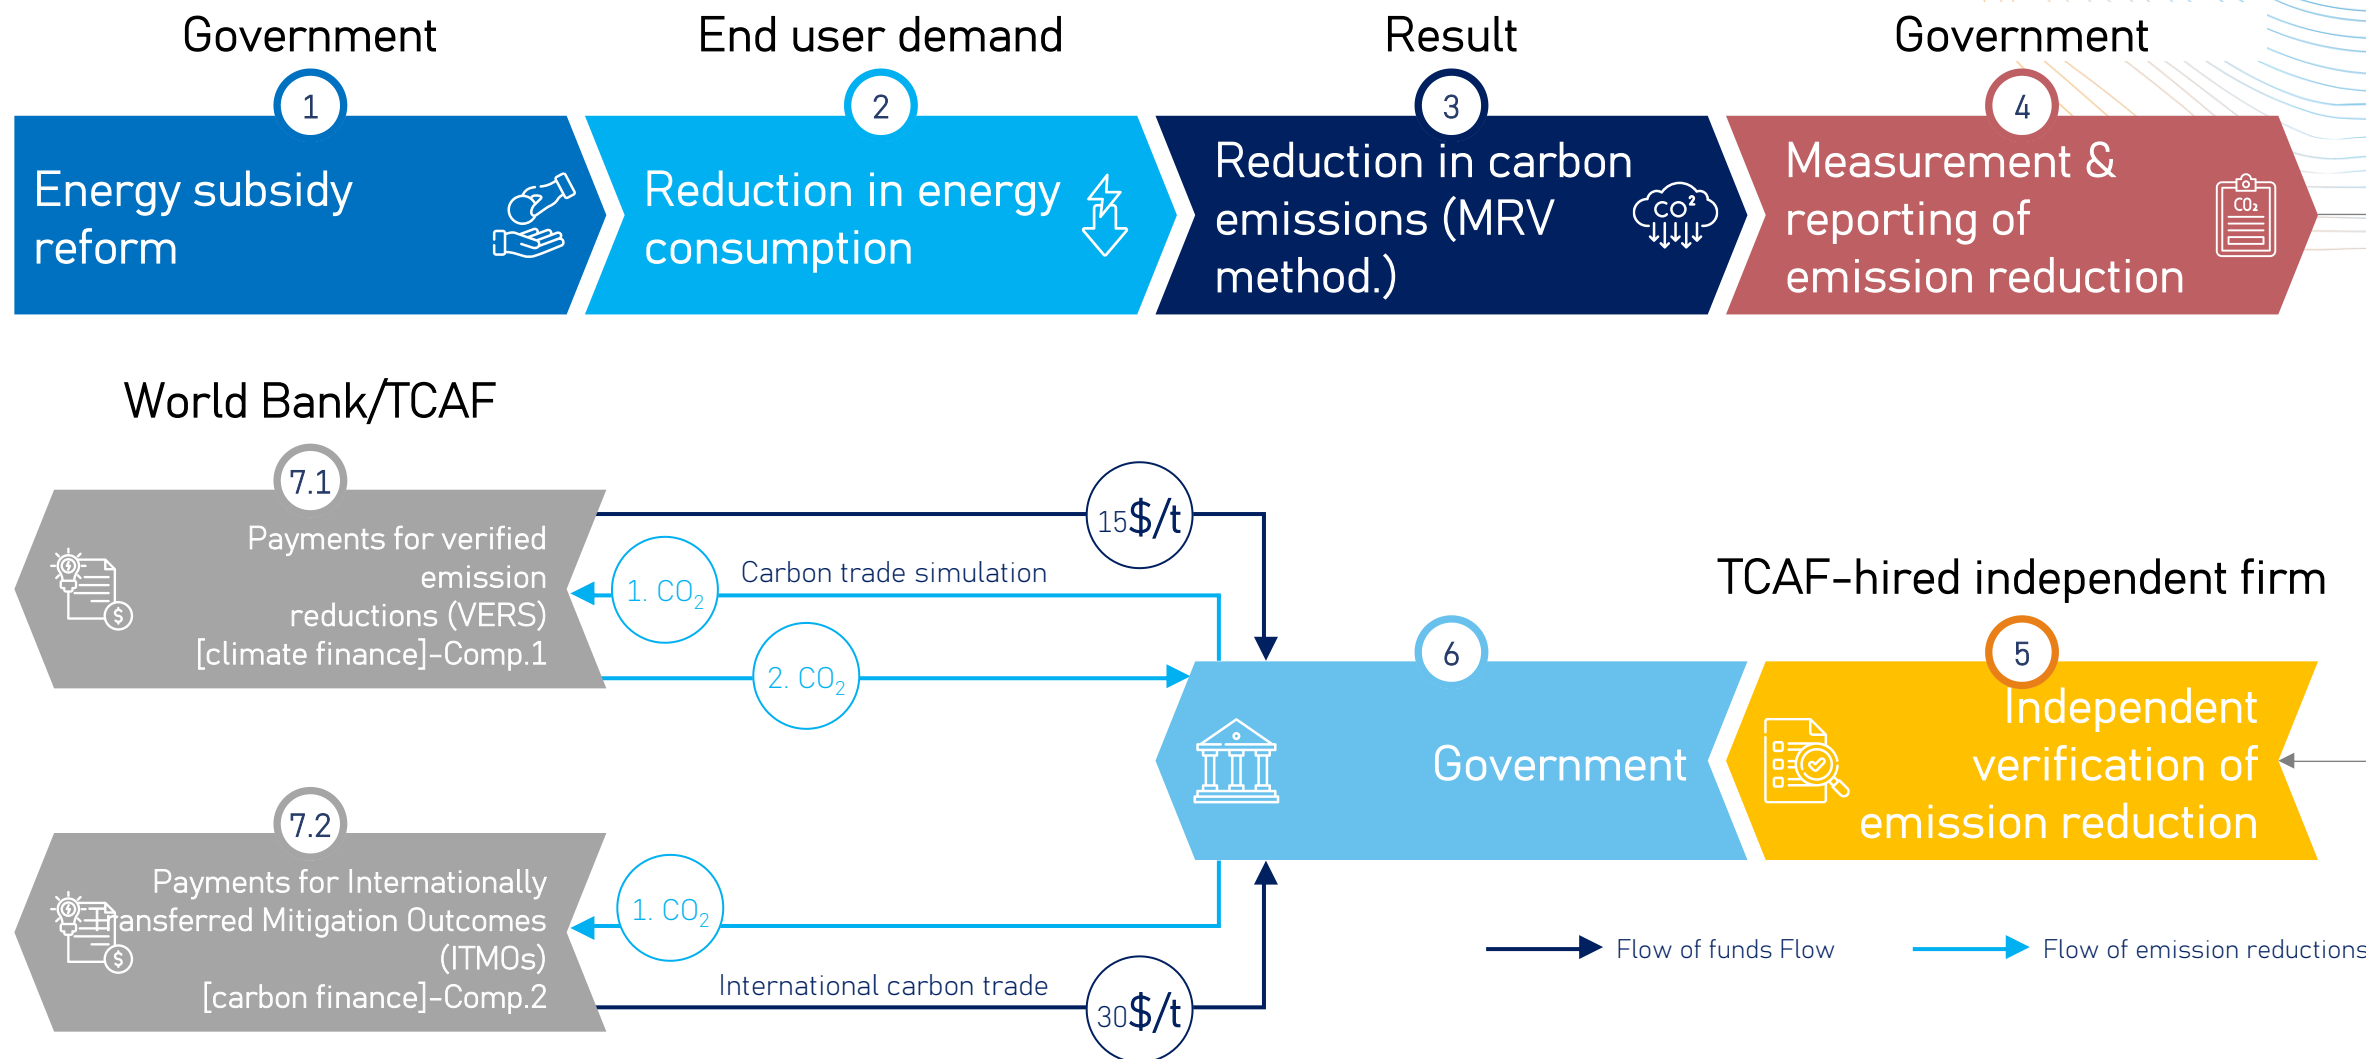 Government
End user demand
Result
Government
1
2
3
4
Energy subsidy
reform
Reduction in energy
consumption
Reduction in carbon
emissions (MRV
method.)
CO²
Measurement &
reporting of
emission reduction
CO₂
World Bank/TCAF
7.1
Payments for verified
emission
reductions (VERS)
[climate finance]-Comp.1
$
15$/t
1. CO₂
Carbon trade simulation
2. CO₂
TCAF-hired independent firm
6
5
Government
Independent
verification of
emission reduction
7.2
Payments for Internationally
Transferred Mitigation Outcomes
(ITMOs)
[carbon finance]-Comp.2
$
1. CO₂
International carbon trade
30$/t
Flow of funds Flow
Flow of emission reductions